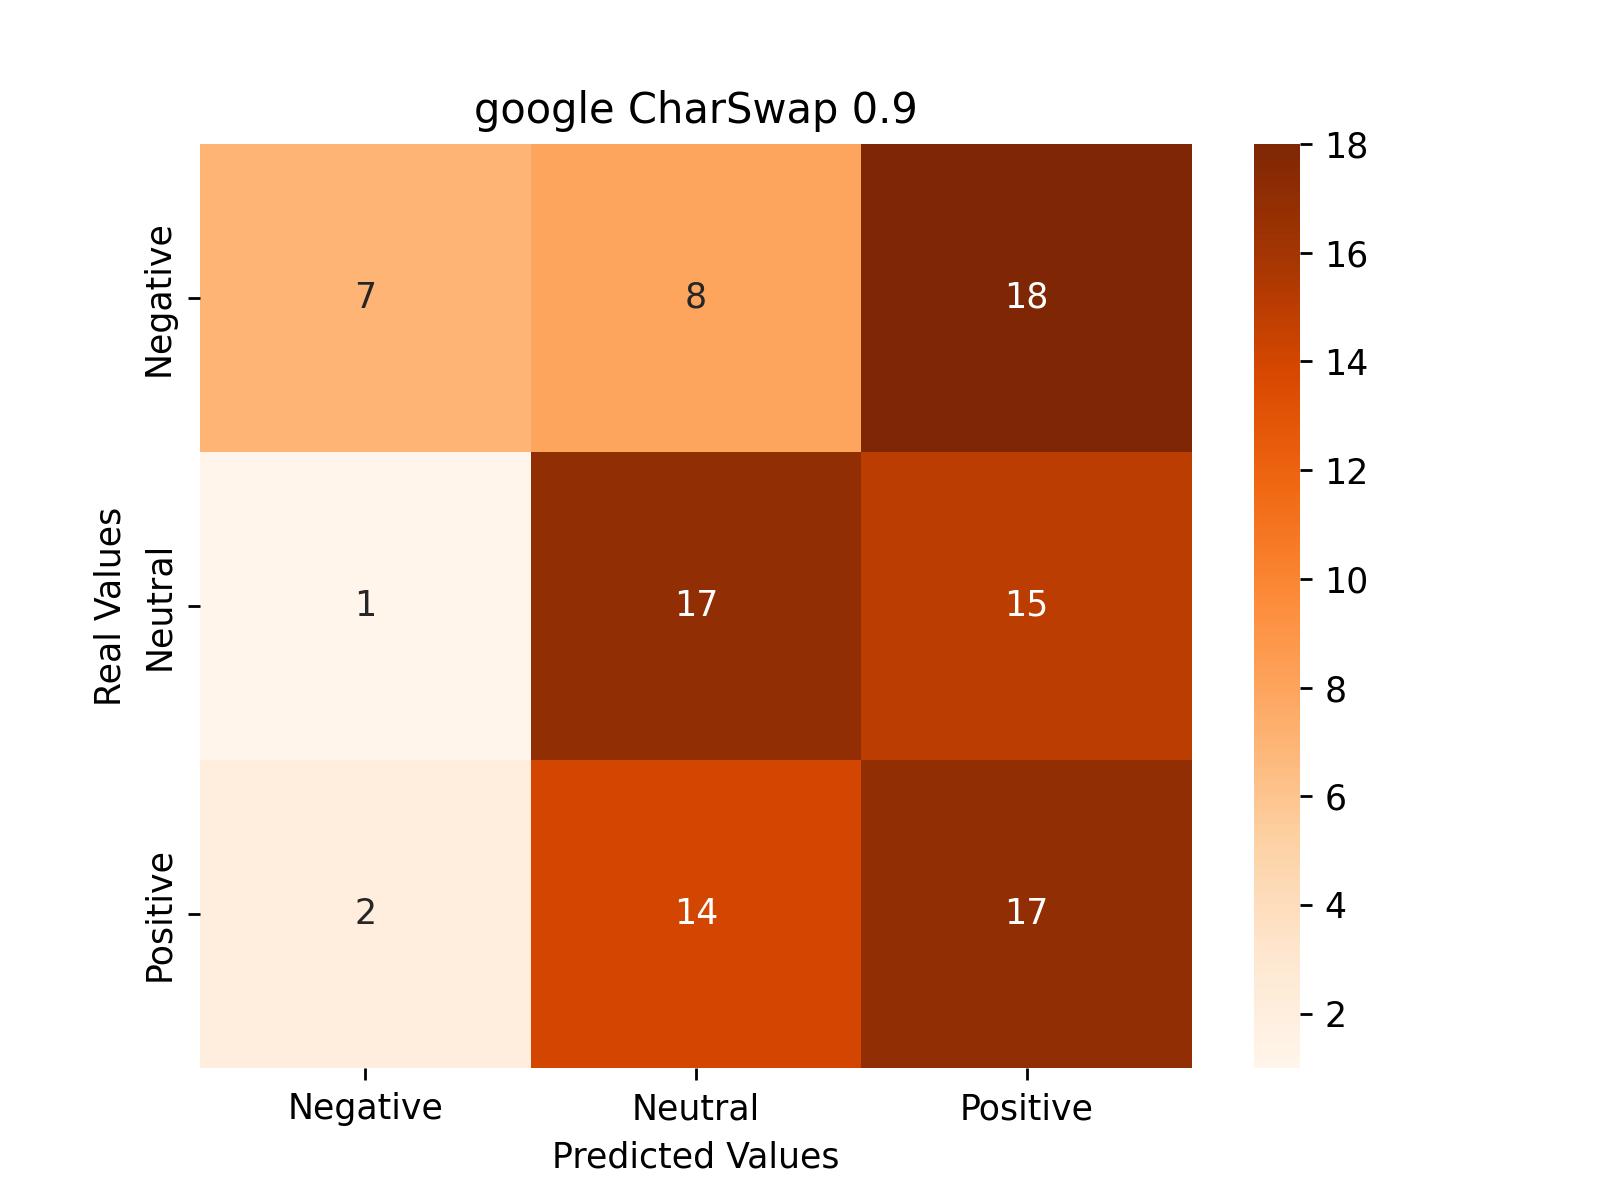 google CharSwap 0.9
Real Values
Negative
7 8 18
Neutral
1 17 15
Positive
2 14 17
Negative Neutral Positive
Predicted Values
18
16
14
12
10
8
6
4
2